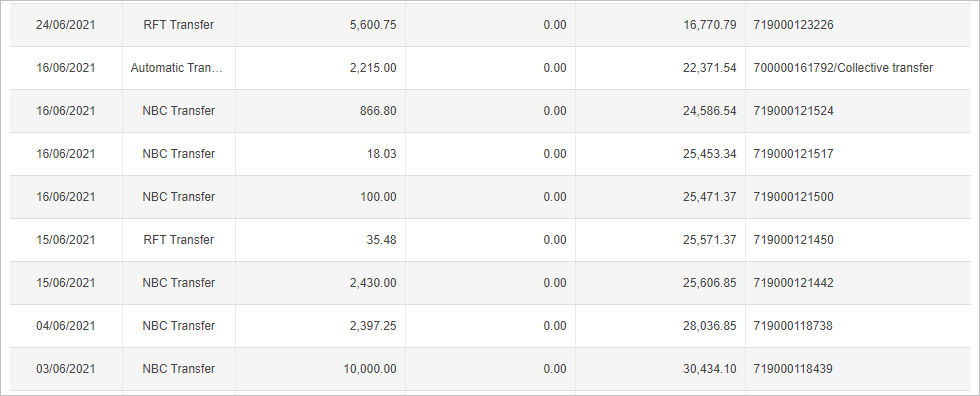 24/06/2021 RFT Transfer 5,600.75 0.00 16,770.79 719000123226
16/06/2021 Automatic Tran... 2,215.00 0.00 22,371.54 700000161792/Collective transfer
16/06/2021 NBC Transfer 866.80 0.00 24,586.54 719000121524
16/06/2021 NBC Transfer 18.03 0.00 25,453.34 719000121517
16/06/2021 NBC Transfer 100.00 0.00 25,471.37 719000121500
15/06/2021 RFT Transfer 35.48 0.00 25,571.37 719000121450
15/06/2021 NBC Transfer 2,430.00 0.00 25,606.85 719000121442
04/06/2021 NBC Transfer 2,397.25 0.00 28,036.85 719000118738
03/06/2021 NBC Transfer 10,000.00 0.00 30,434.10 719000118439